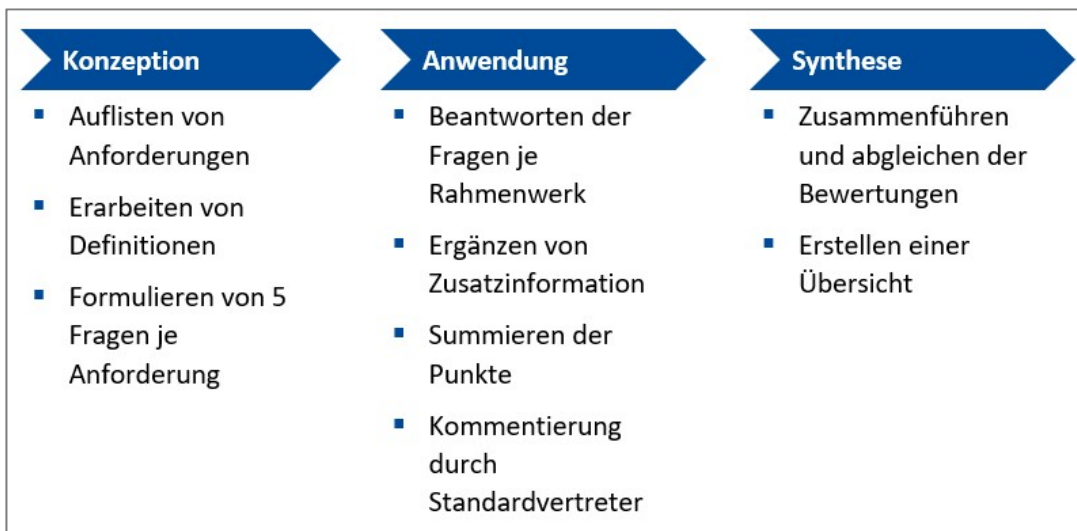 Konzeption
Auflisten von
Anforderungen
Erarbeiten von
Definitionen
Formulieren von 5
Fragen je
Anforderung
Anwendung
Beantworten der
Fragen je
Rahmenwerk
Ergänzen von
Zusatzinformation
Summieren der
Punkte
Kommentierung
durch
Standardvertreter
Synthese
Zusammenführen
und abgleichen der
Bewertungen
Erstellen einer
Übersicht